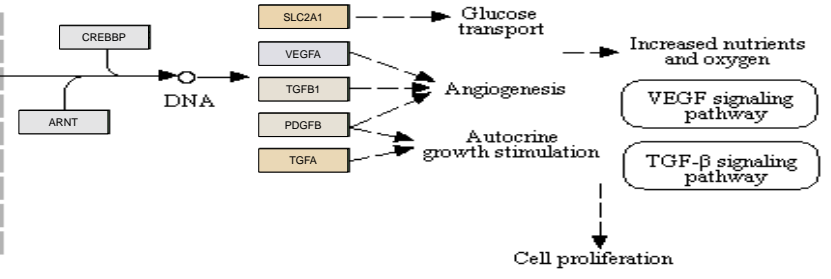 SLC2A1
Glucose
transport
CREBBP
VEGFA
Increased nutrients
and oxygen
DNA
TGFB1
Angiogenesis
VEGF signaling
pathway
ARNT
PDGFB
Autocrine
growth stimulation
TGFA
TGF-β signaling
pathway
Cell proliferation